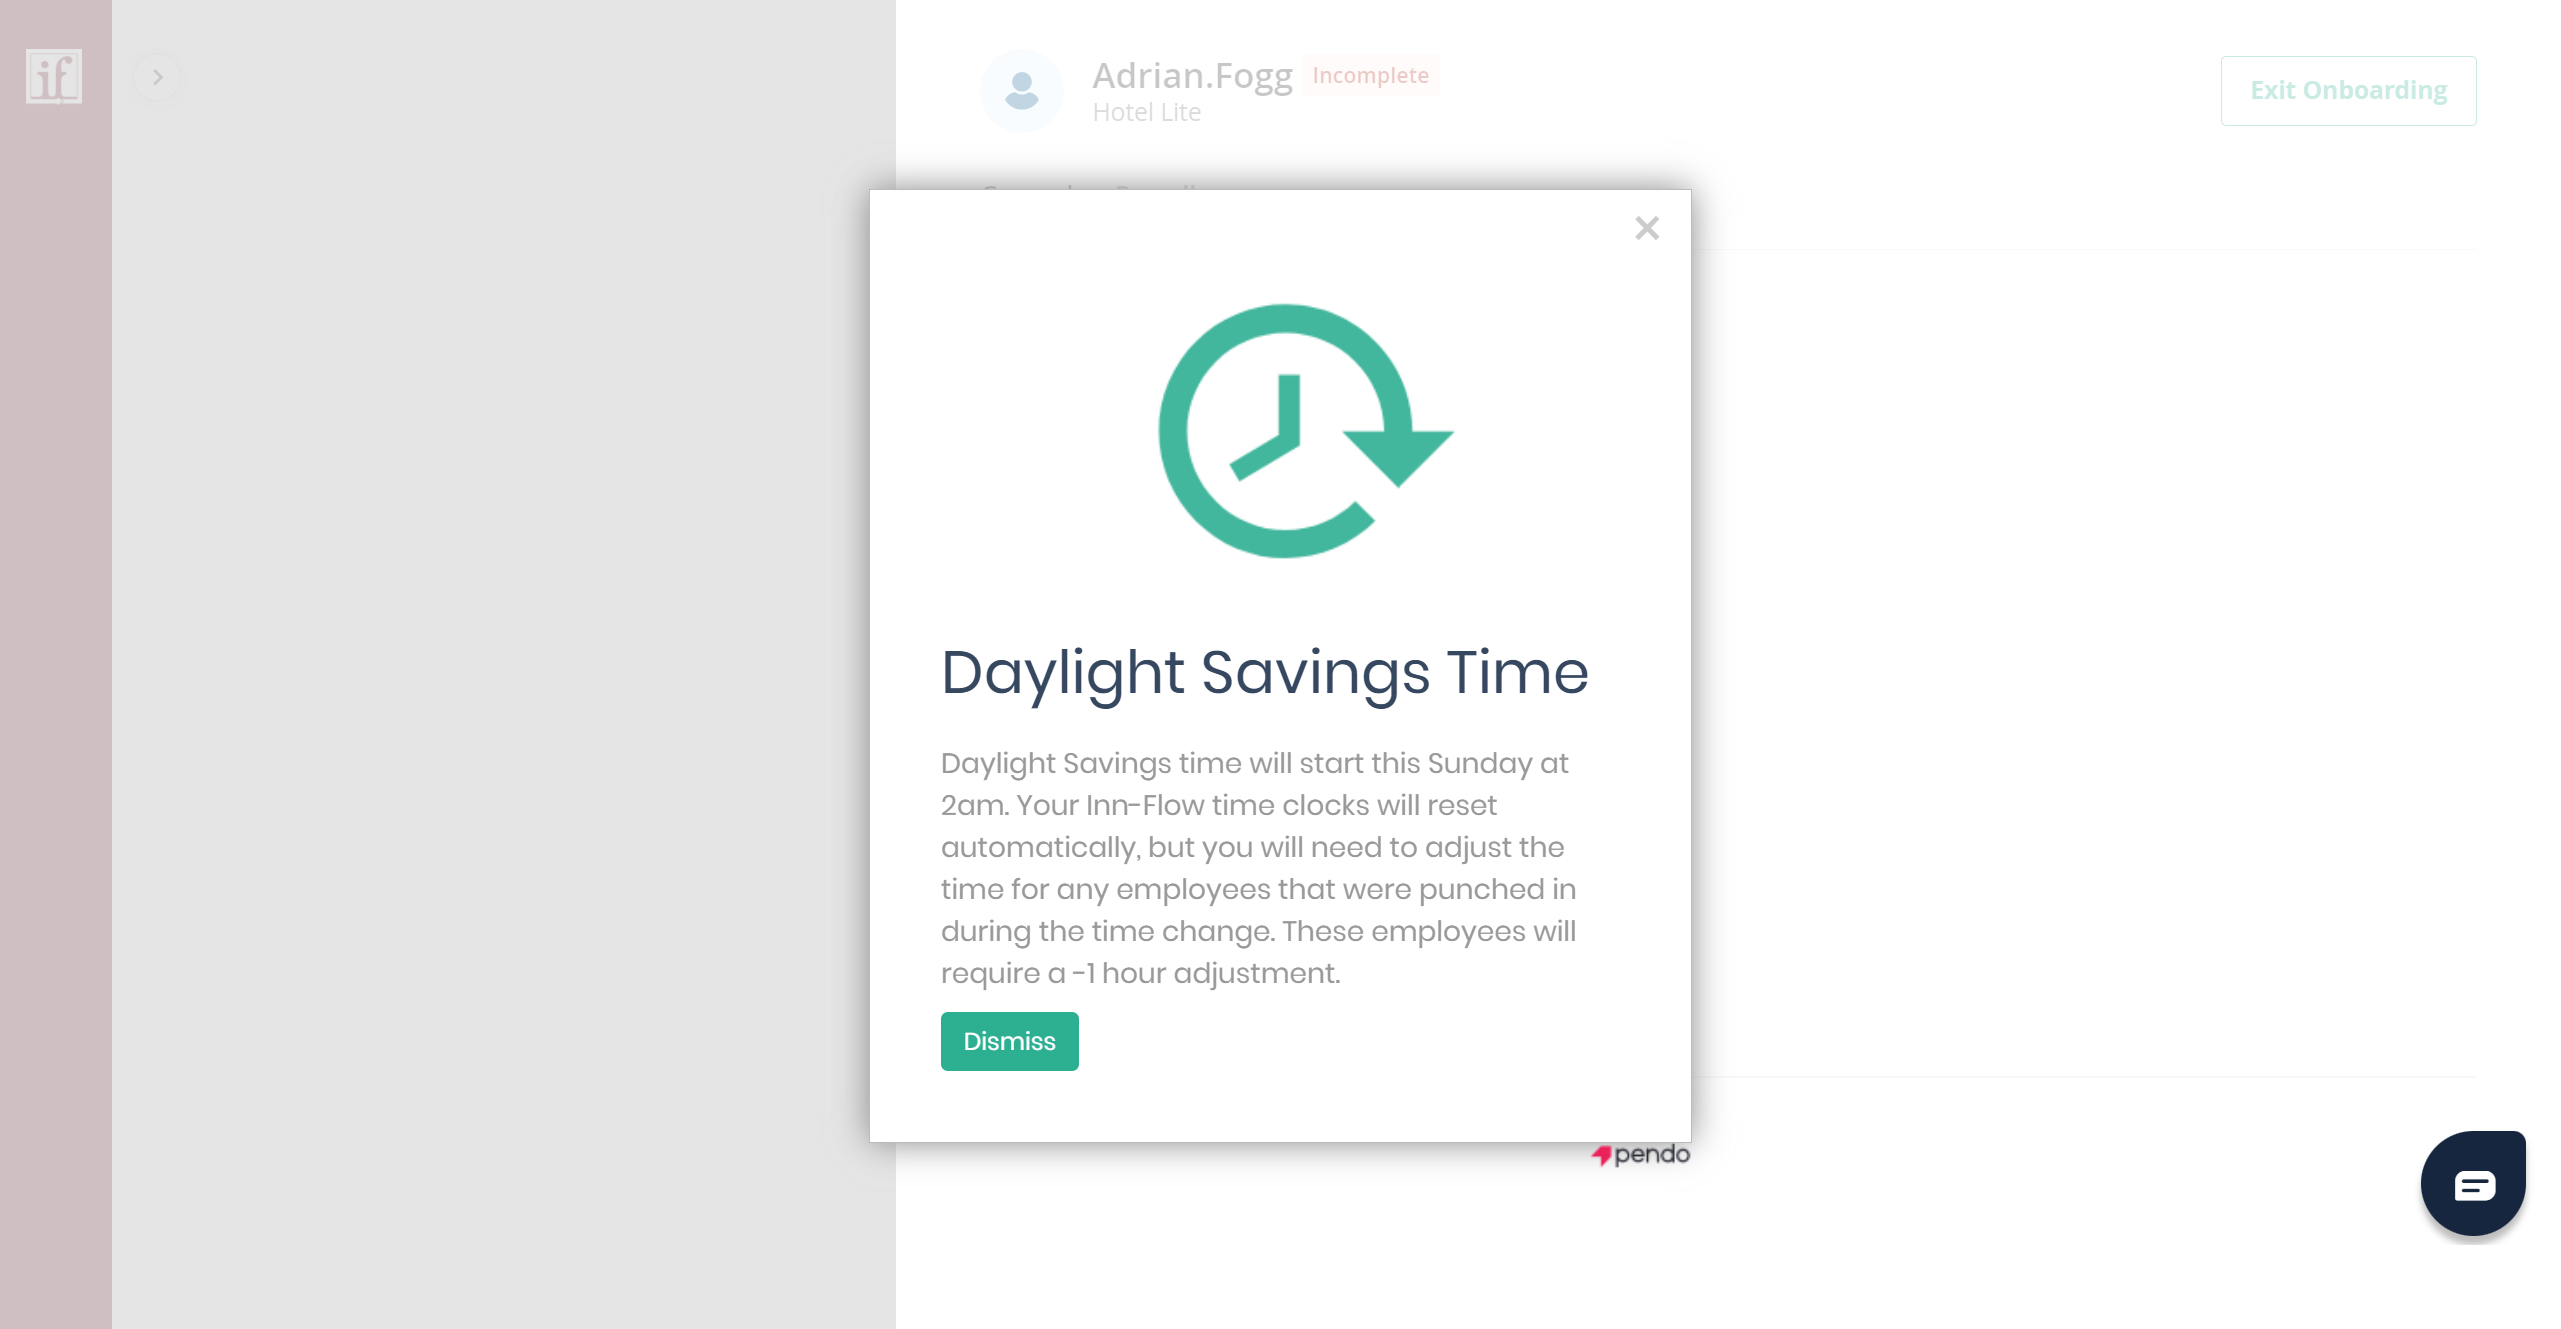 if
Adrian.Fogg Incomplete
Hotel Lite
Exit Onboarding
Daylight Savings Time
Daylight Savings time will start this Sunday at
2am. Your Inn-Flow time clocks will reset
automatically, but you will need to adjust the
time for any employees that were punched in
during the time change. These employees will
require a -1 hour adjustment.
Dismiss
pendo